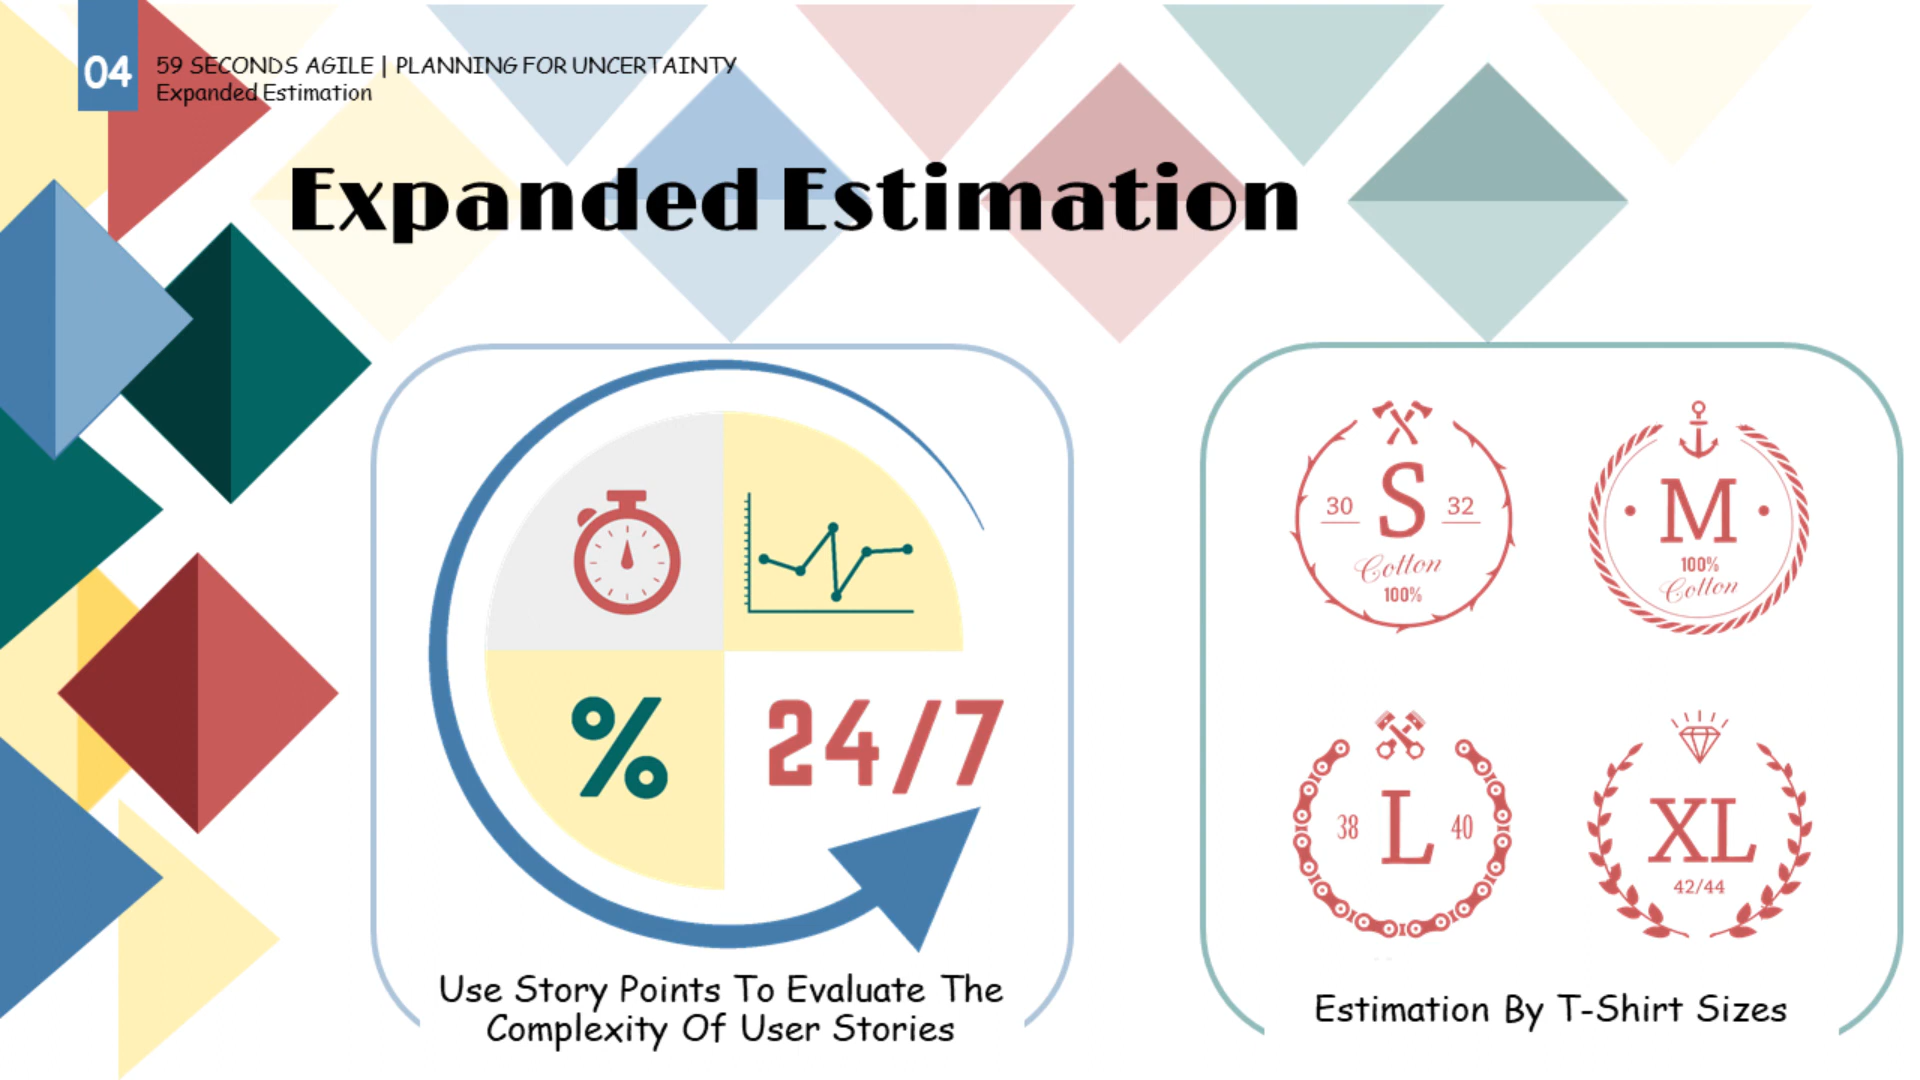 04
59 SECONDS AGILE | PLANNING FOR UNCERTAINTY
Expanded Estimation
Expanded Estimation
%
24/7
Use Story Points To Evaluate The
Complexity Of User Stories
30 S 32
Cotton
100%
M
100%
Cotton
38 L 40
XL
42/44
Estimation By T-Shirt Sizes